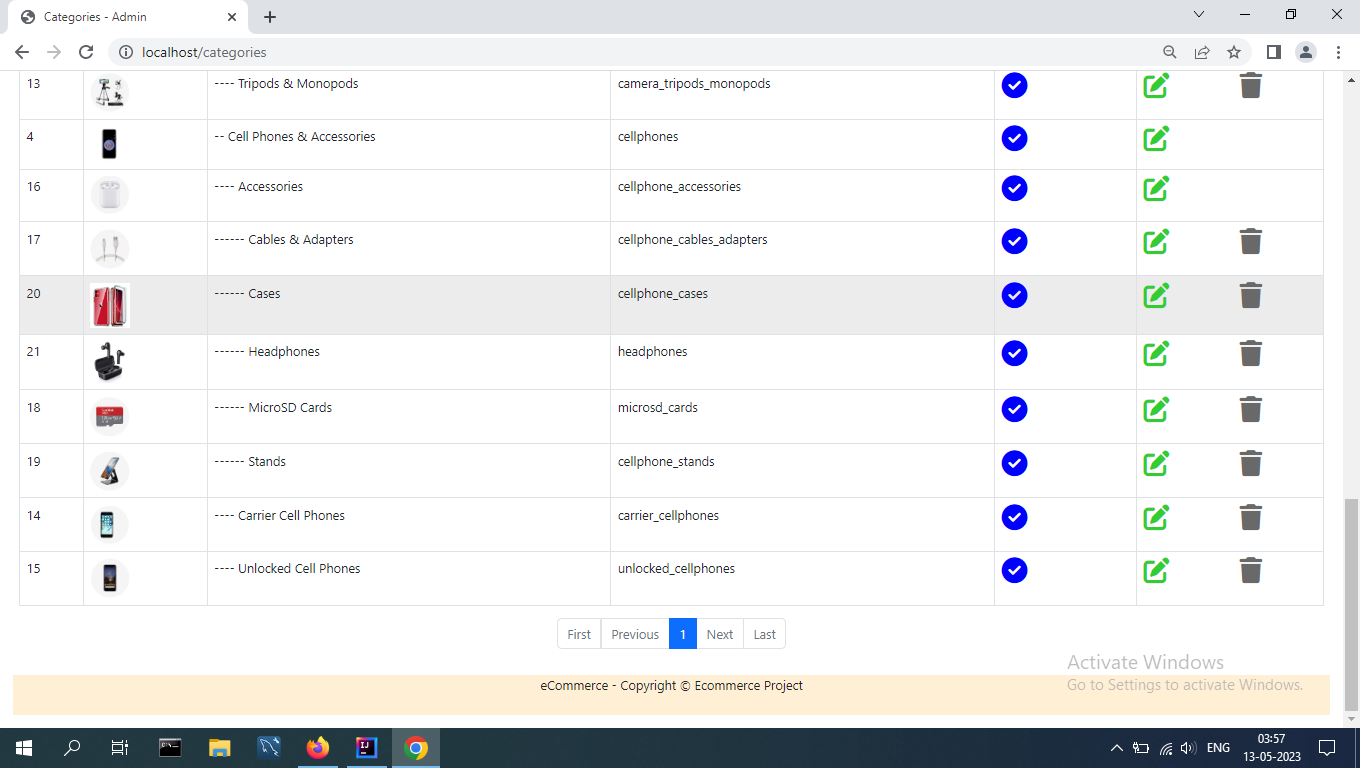 Categories - Admin
localhost/categories
13 ---- Tripods & Monopods camera_tripods_monopods
4 -- Cell Phones & Accessories cellphones
16 ---- Accessories cellphone_accessories
17 ------ Cables & Adapters cellphone_cables_adapters
20 ------ Cases cellphone_cases
21 ------ Headphones headphones
18 ------ MicroSD Cards microsd_cards
19 ------ Stands cellphone_stands
14 ---- Carrier Cell Phones carrier_cellphones
15 ---- Unlocked Cell Phones unlocked_cellphones
First Previous 1 Next Last
Activate Windows
Go to Settings to activate Windows.
eCommerce - Copyright © Ecommerce Project
ENG
03:57
13-05-2023